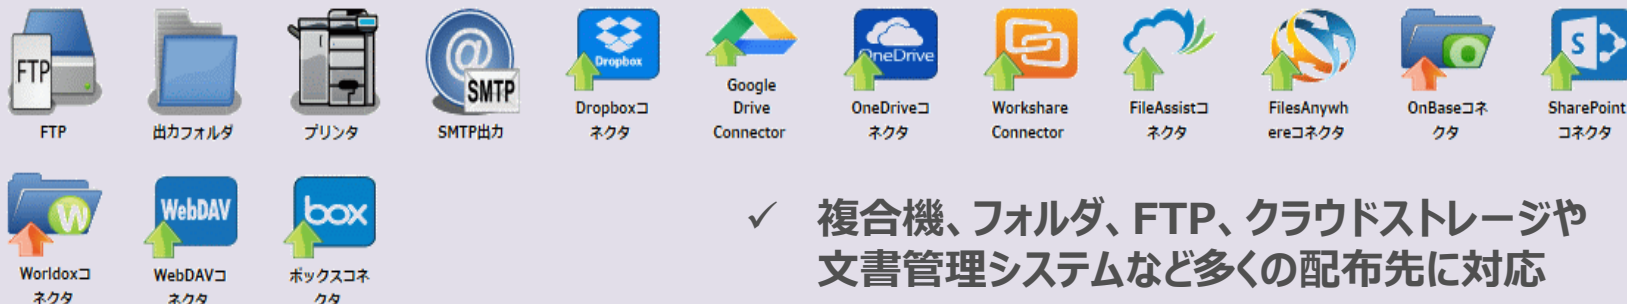 FTP
SMTP
Dropbox
OneDrive
S
FTP
出力フォルダ
プリンタ
SMTP出力
Dropboxコ
ネクタ
Google
Drive
Connector
OneDriveコ
ネクタ
Workshare
Connector
FileAssistコ
ネクタ
FilesAnywh
ereコネクタ
OnBaseコネ
クタ
SharePoint
コネクタ
W
WebDAV
box
Worldoxコ
ネクタ
WebDAVコ
ネクタ
ボックスコネ
クタ
✓ 複合機、フォルダ、FTP、クラウドストレージや
文書管理システムなど多くの配布先に対応